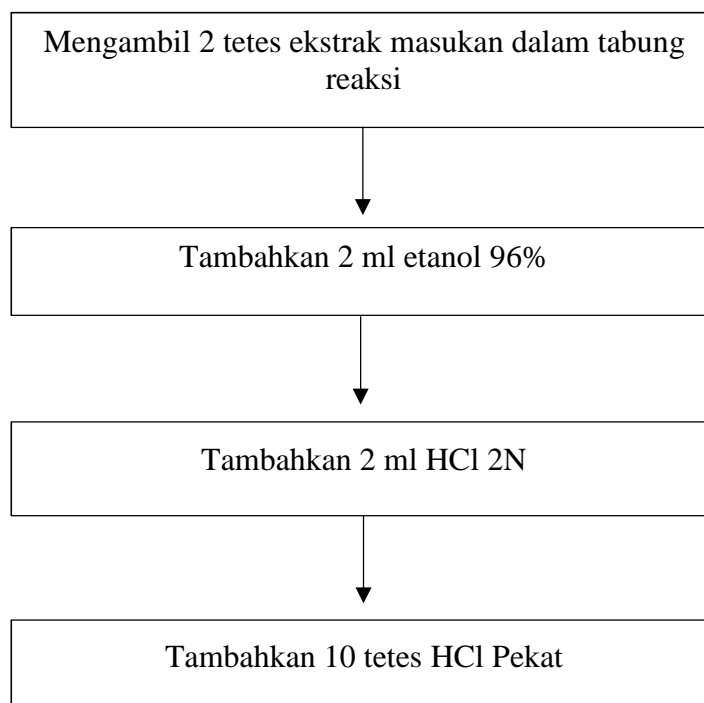 Mengambil 2 tetes ekstrak masukan dalam tabung
reaksi
Tambahkan 2 ml etanol 96%
Tambahkan 2 ml HCl 2N
Tambahkan 10 tetes HCl Pekat